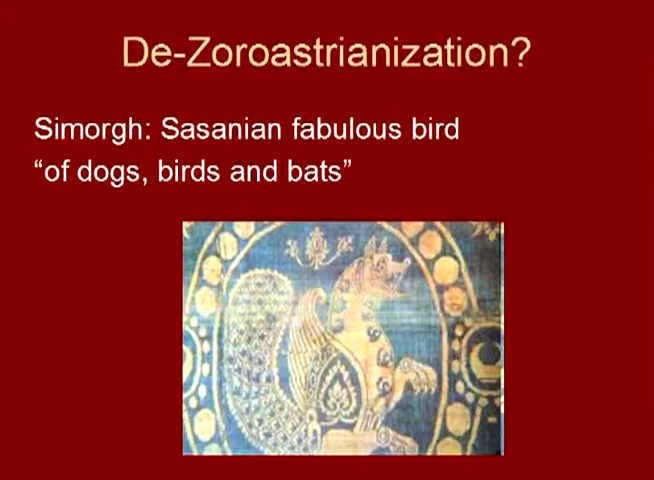 De-Zoroastrianization?
Simorgh: Sasanian fabulous bird
“of dogs, birds and bats”